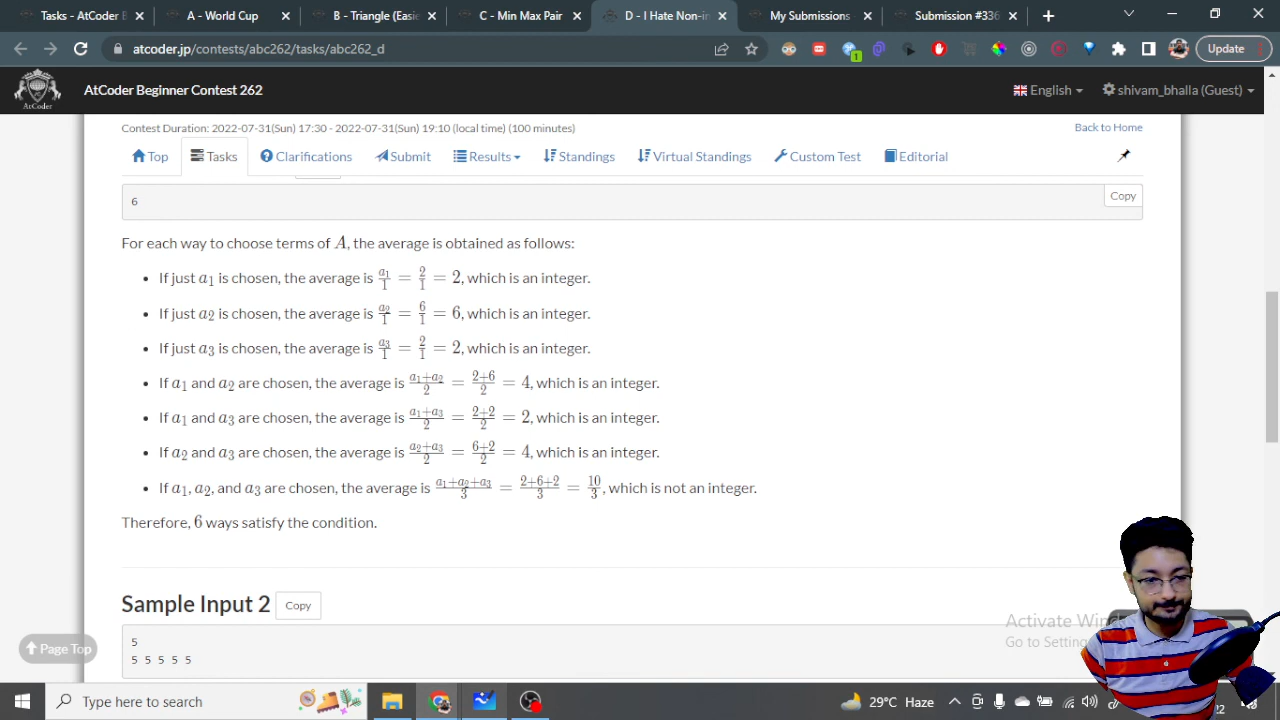 Tasks - AtCoder B
A - World Cup
B - Triangle (Easie
C - Min Max Pair
D - I Hate Non-in
My Submissions
Submission #336
atcoder.jp/contests/abc262/tasks/abc262_d
1
Update
AtCoder
AtCoder Beginner Contest 262
English
shivam_bhalla (Guest)
Contest Duration: 2022-07-31(Sun) 17:30 - 2022-07-31(Sun) 19:10 (local time) (100 minutes)
Back to Home
Top
Tasks
Clarifications
Submit
Results
Standings
Virtual Standings
Custom Test
Editorial
6
Copy
For each way to choose terms of A, the average is obtained as follows:
• If just a₁ is chosen, the average is a₁/1 = 2/1 = 2, which is an integer.
• If just a₂ is chosen, the average is a₂/1 = 6/1 = 6, which is an integer.
• If just a₃ is chosen, the average is a₃/1 = 2/1 = 2, which is an integer.
• If a₁ and a₂ are chosen, the average is a₁+a₂/2 = 2+6/2 = 4, which is an integer.
• If a₁ and a₃ are chosen, the average is a₁+a₃/2 = 2+2/2 = 2, which is an integer.
• If a₂ and a₃ are chosen, the average is a₂+a₃/2 = 6+2/2 = 4, which is an integer.
• If a₁, a₂, and a₃ are chosen, the average is a₁+a₂+a₃/3 = 2+6+2/3 = 10/3, which is not an integer.
Therefore, 6 ways satisfy the condition.
Sample Input 2
Copy
5
5 5 5 5 5
Page Top
Activate Wind
Go to Setting
Type here to search
29°C Haze